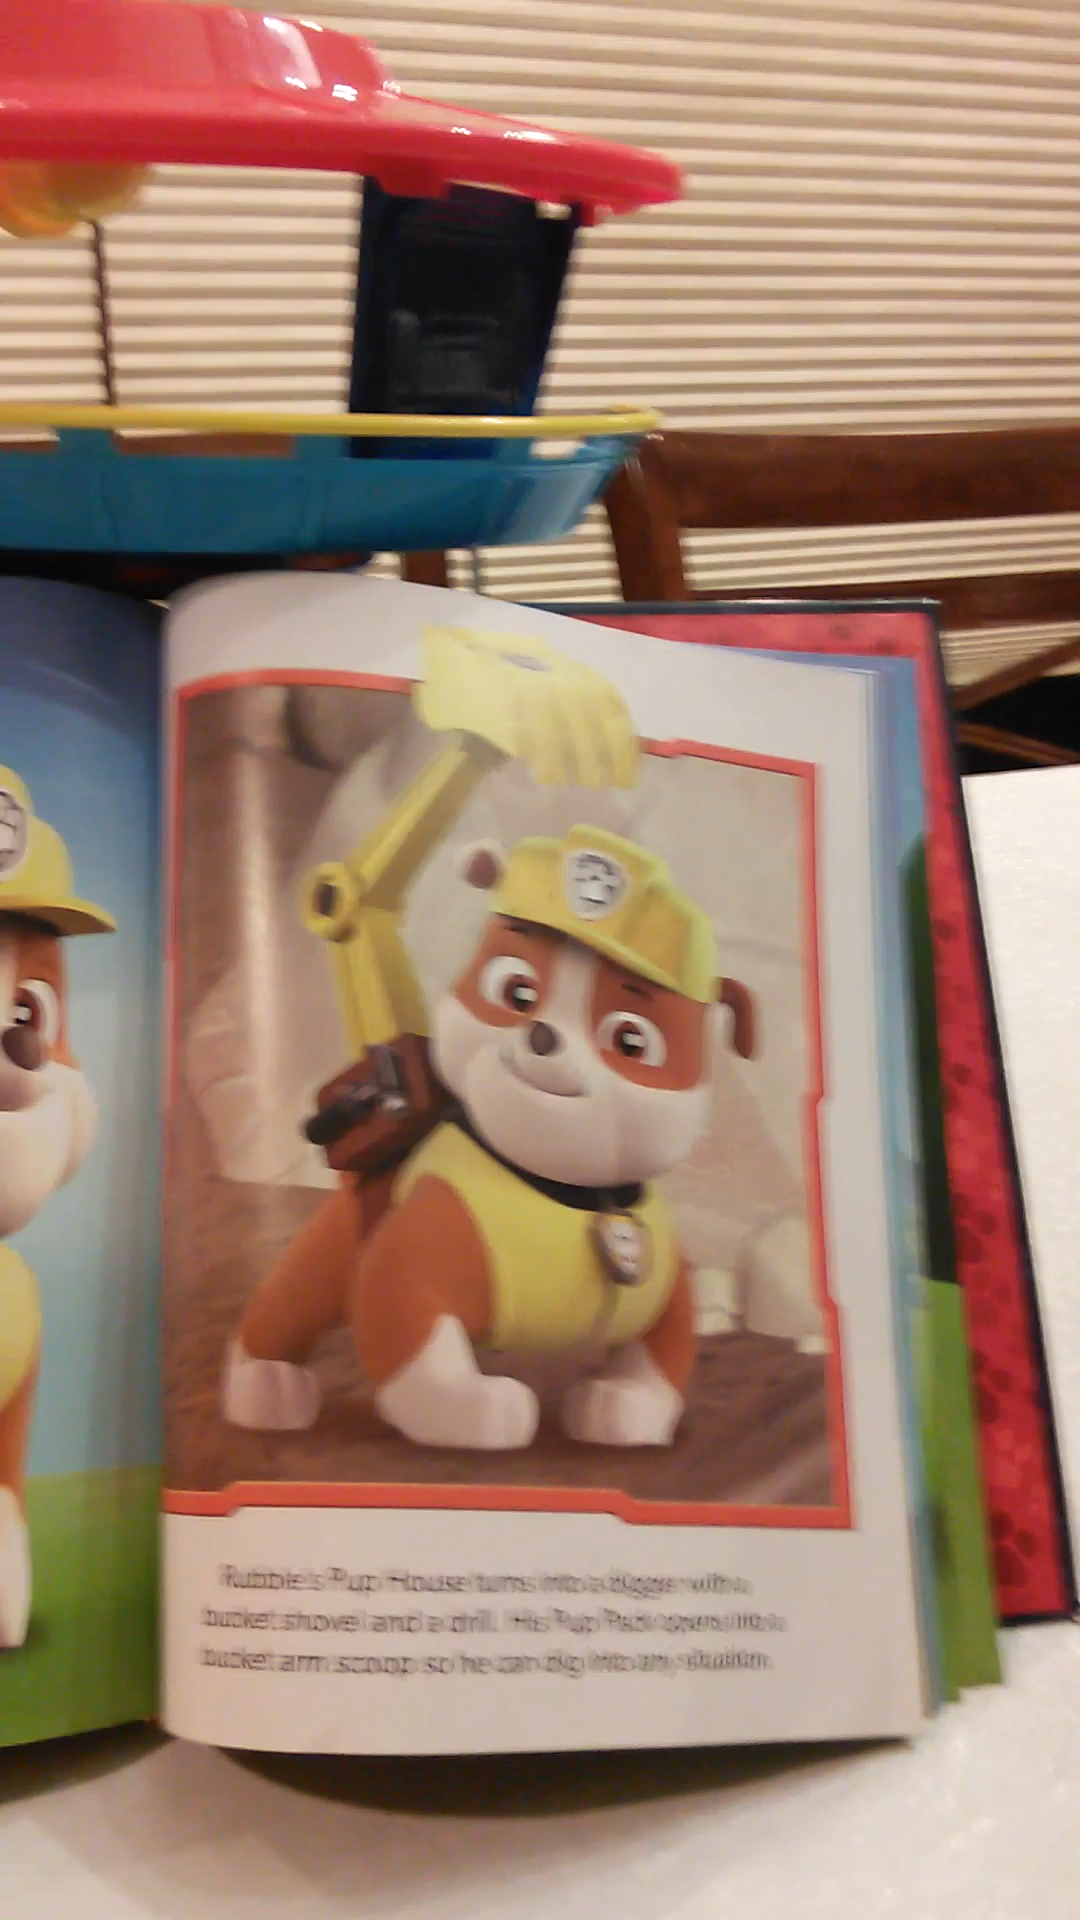 Rubble's Pup House turns into a digger with a
bucket shovel and a drill. His Pup Pack opens into a
bucket arm scoop so he can dig into any situation.